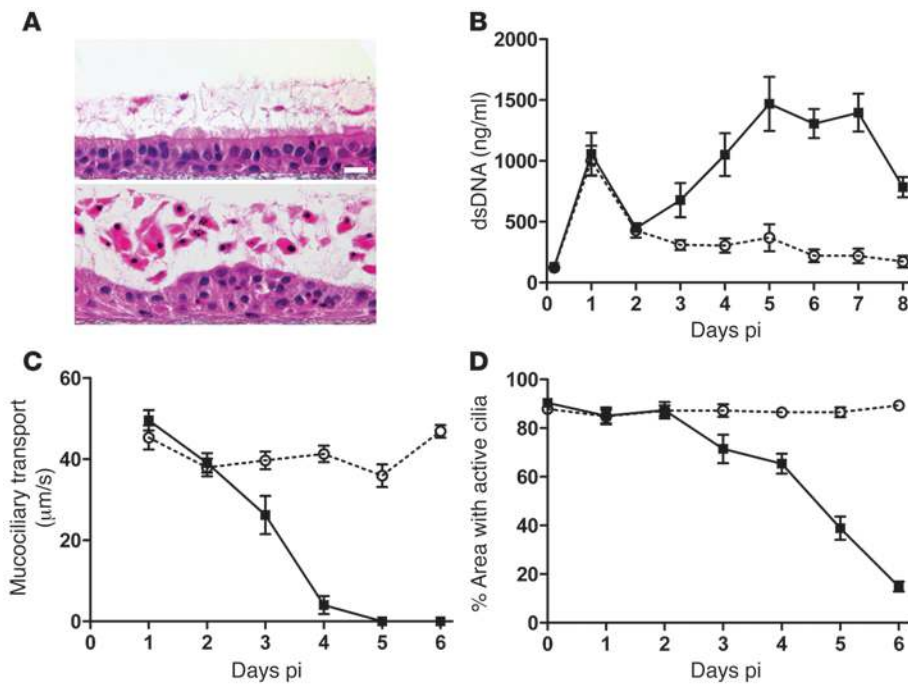 A
B
2000
1500
1000
500
0
dsDNA (ng/ml)
0 1 2 3 4 5 6 7 8
Days pi
C
60
40
20
0
Mucociliary transport
(μm/s)
0 1 2 3 4 5 6
Days pi
D
100
80
60
40
20
0
% Area with active cilia
0 1 2 3 4 5 6
Days pi